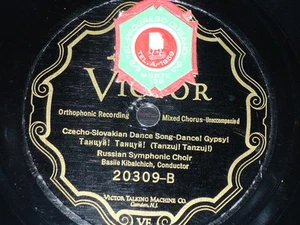 VICTOR
Orthophonic Recording
Mixed Chorus-Unaccompanied
Czecho-Slovakian Dance Song-Dance! Gypsy!
Танцуй! Танцуй! (Tanzuj! Tanzuj!)
Russian Symphonic Choir
Basile Kibalchich, Conductor
20309-B
VICTOR TALKING MACHINE CO.
Camden, N.J.
VE